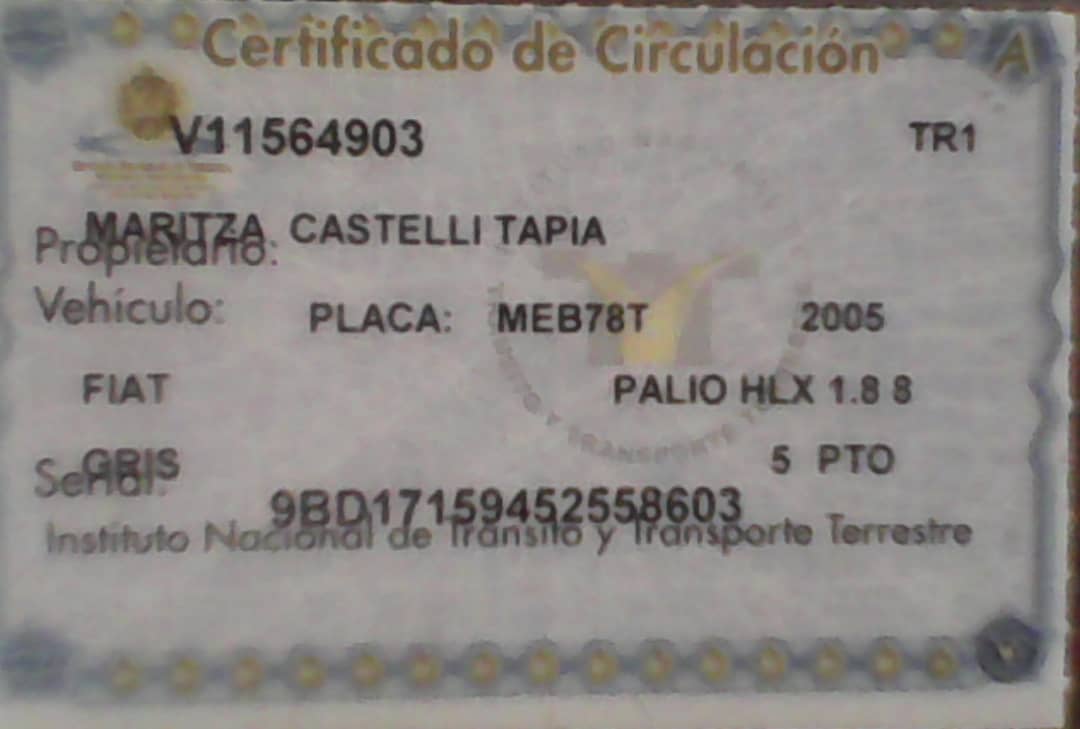 Certificado de Circulación A
V11564903 TR1
Propietario: MARITZA CASTELLI TAPIA
Vehículo: PLACA: MEB78T 2005
FIAT PALIO HLX 1.8 8
Serial: GRIS 5 PTO
9BD17159452558603
Instituto Nacional de Tránsito y Transporte Terrestre